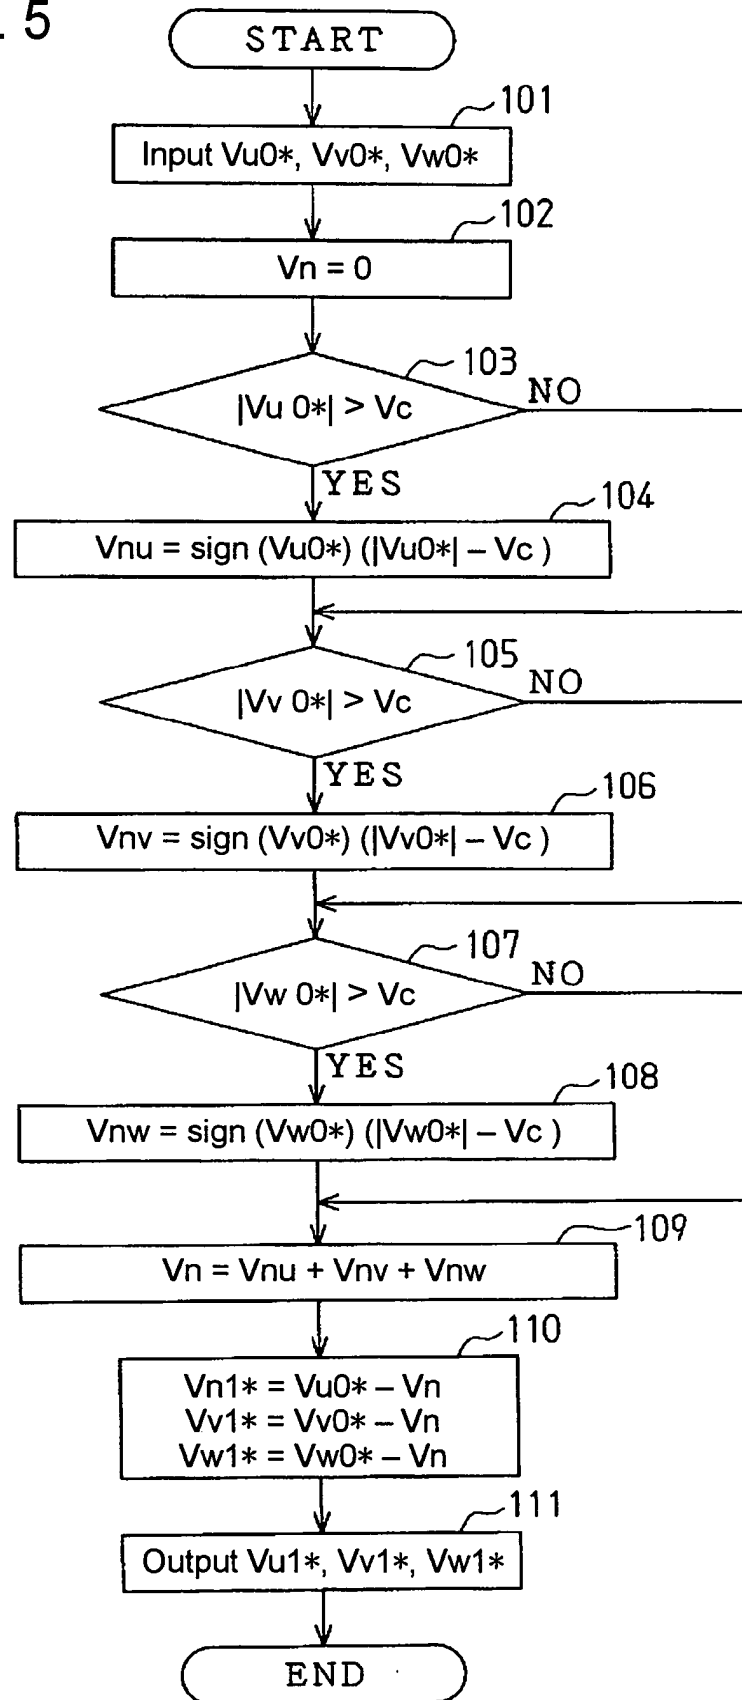 . 5
START
101
Input Vu0*, Vv0*, Vw0*
102
Vn = 0
103
|Vu 0*| > Vc
NO
YES
104
Vnu = sign (Vu0*) (|Vu0*| – Vc )
105
|Vv 0*| > Vc
NO
YES
106
Vnv = sign (Vv0*) (|Vv0*| – Vc )
107
|Vw 0*| > Vc
NO
YES
108
Vnw = sign (Vw0*) (|Vw0*| – Vc )
109
Vn = Vnu + Vnv + Vnw
110
Vn1* = Vu0* – Vn
Vv1* = Vv0* – Vn
Vw1* = Vw0* – Vn
111
Output Vu1*, Vv1*, Vw1*
END